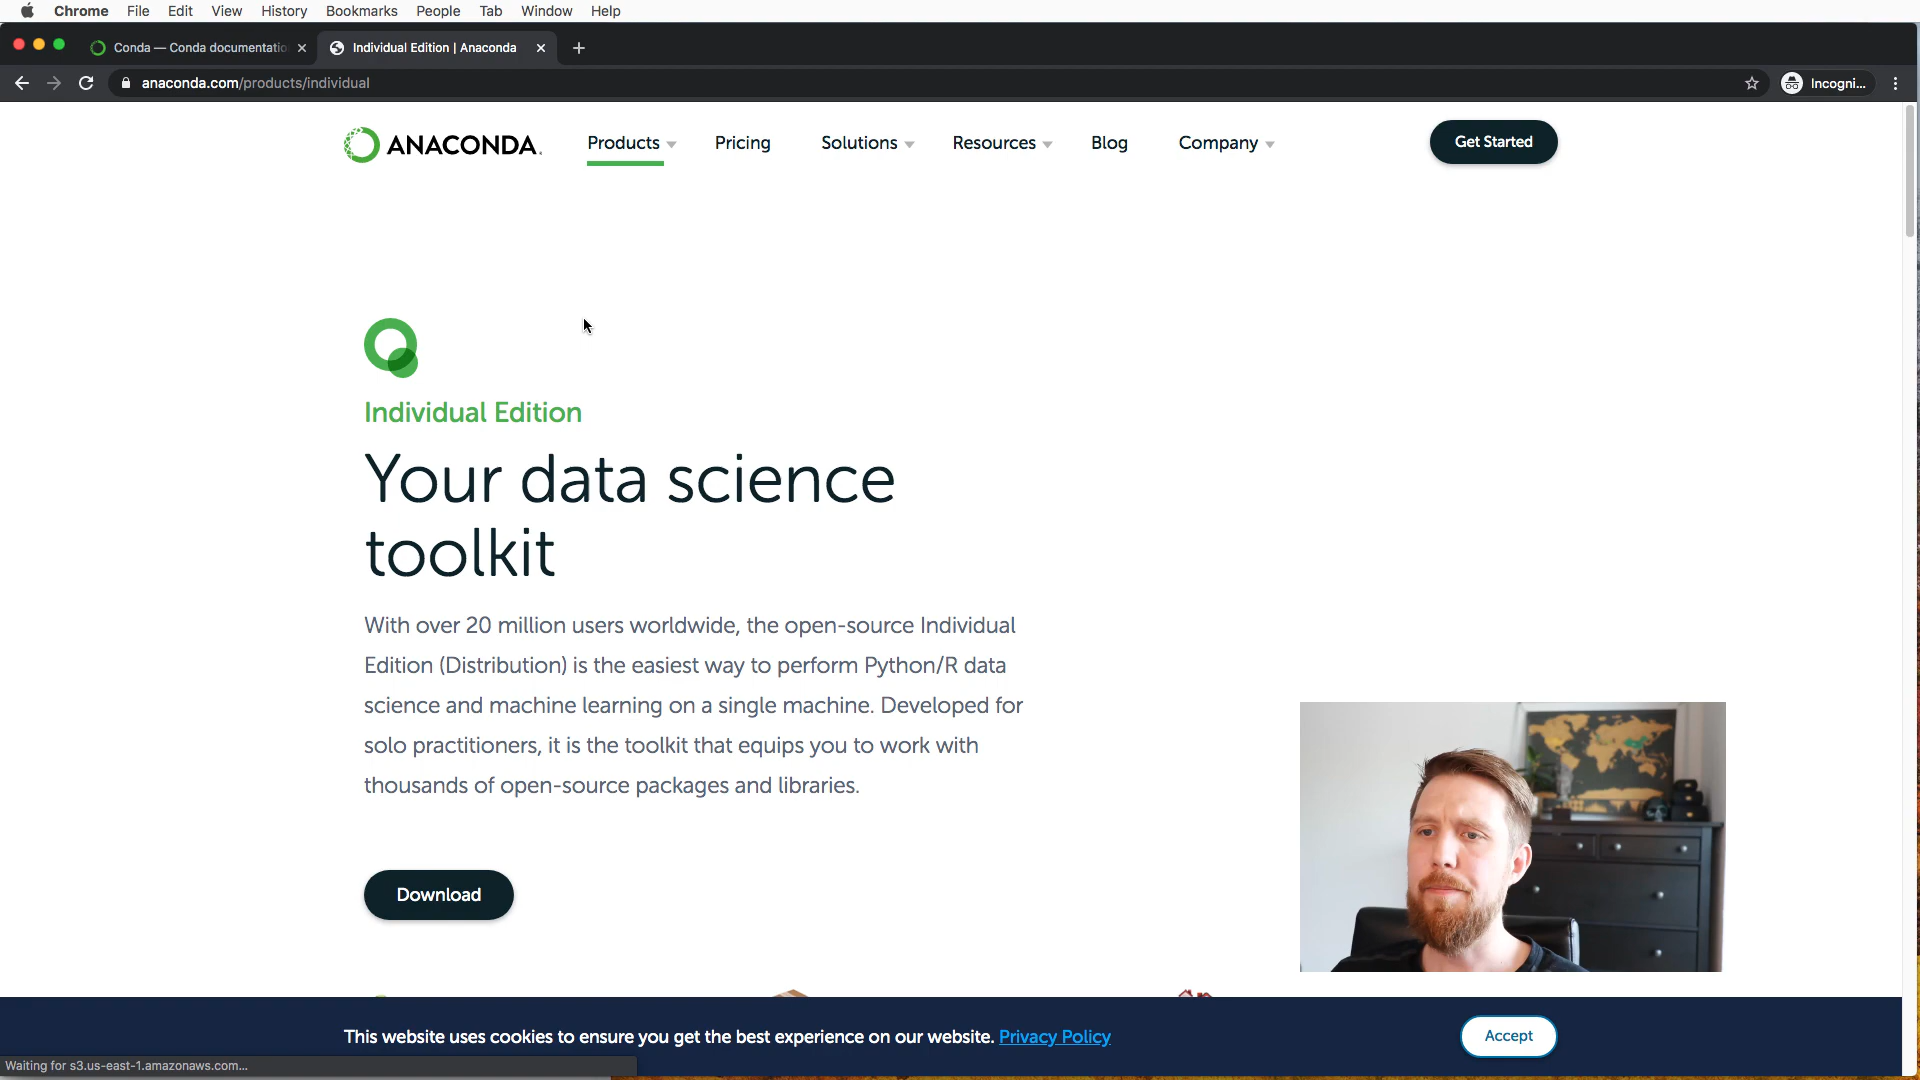 Chrome File Edit View History Bookmarks People Tab Window Help
Conda — Conda documentatio
Individual Edition | Anaconda
anaconda.com/products/individual
Incogni...
ANACONDA.
Products
Pricing
Solutions
Resources
Blog
Company
Get Started
Individual Edition
Your data science
toolkit
With over 20 million users worldwide, the open-source Individual
Edition (Distribution) is the easiest way to perform Python/R data
science and machine learning on a single machine. Developed for
solo practitioners, it is the toolkit that equips you to work with
thousands of open-source packages and libraries.
Download
This website uses cookies to ensure you get the best experience on our website. Privacy Policy
Accept
Waiting for s3.us-east-1.amazonaws.com...